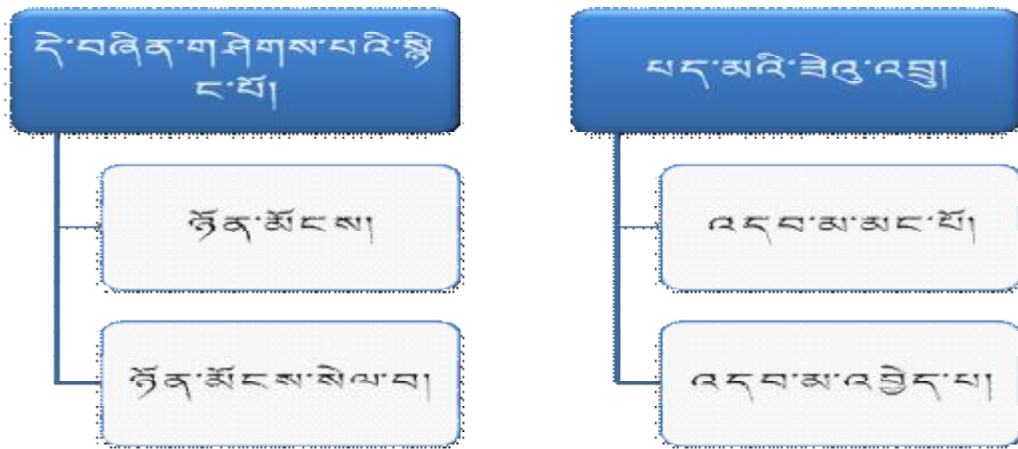 དེ་བཞིན་གཤེགས་པའི་སྙི
ང་པོ།
ཉོན་མོངས།
ཉོན་མོངས་སེལ་བ།
པད་མའི་ཟེའུ་འབྲུ།
འདབ་མ་མང་པོ།
འདབ་མ་འབྱེད་པ།